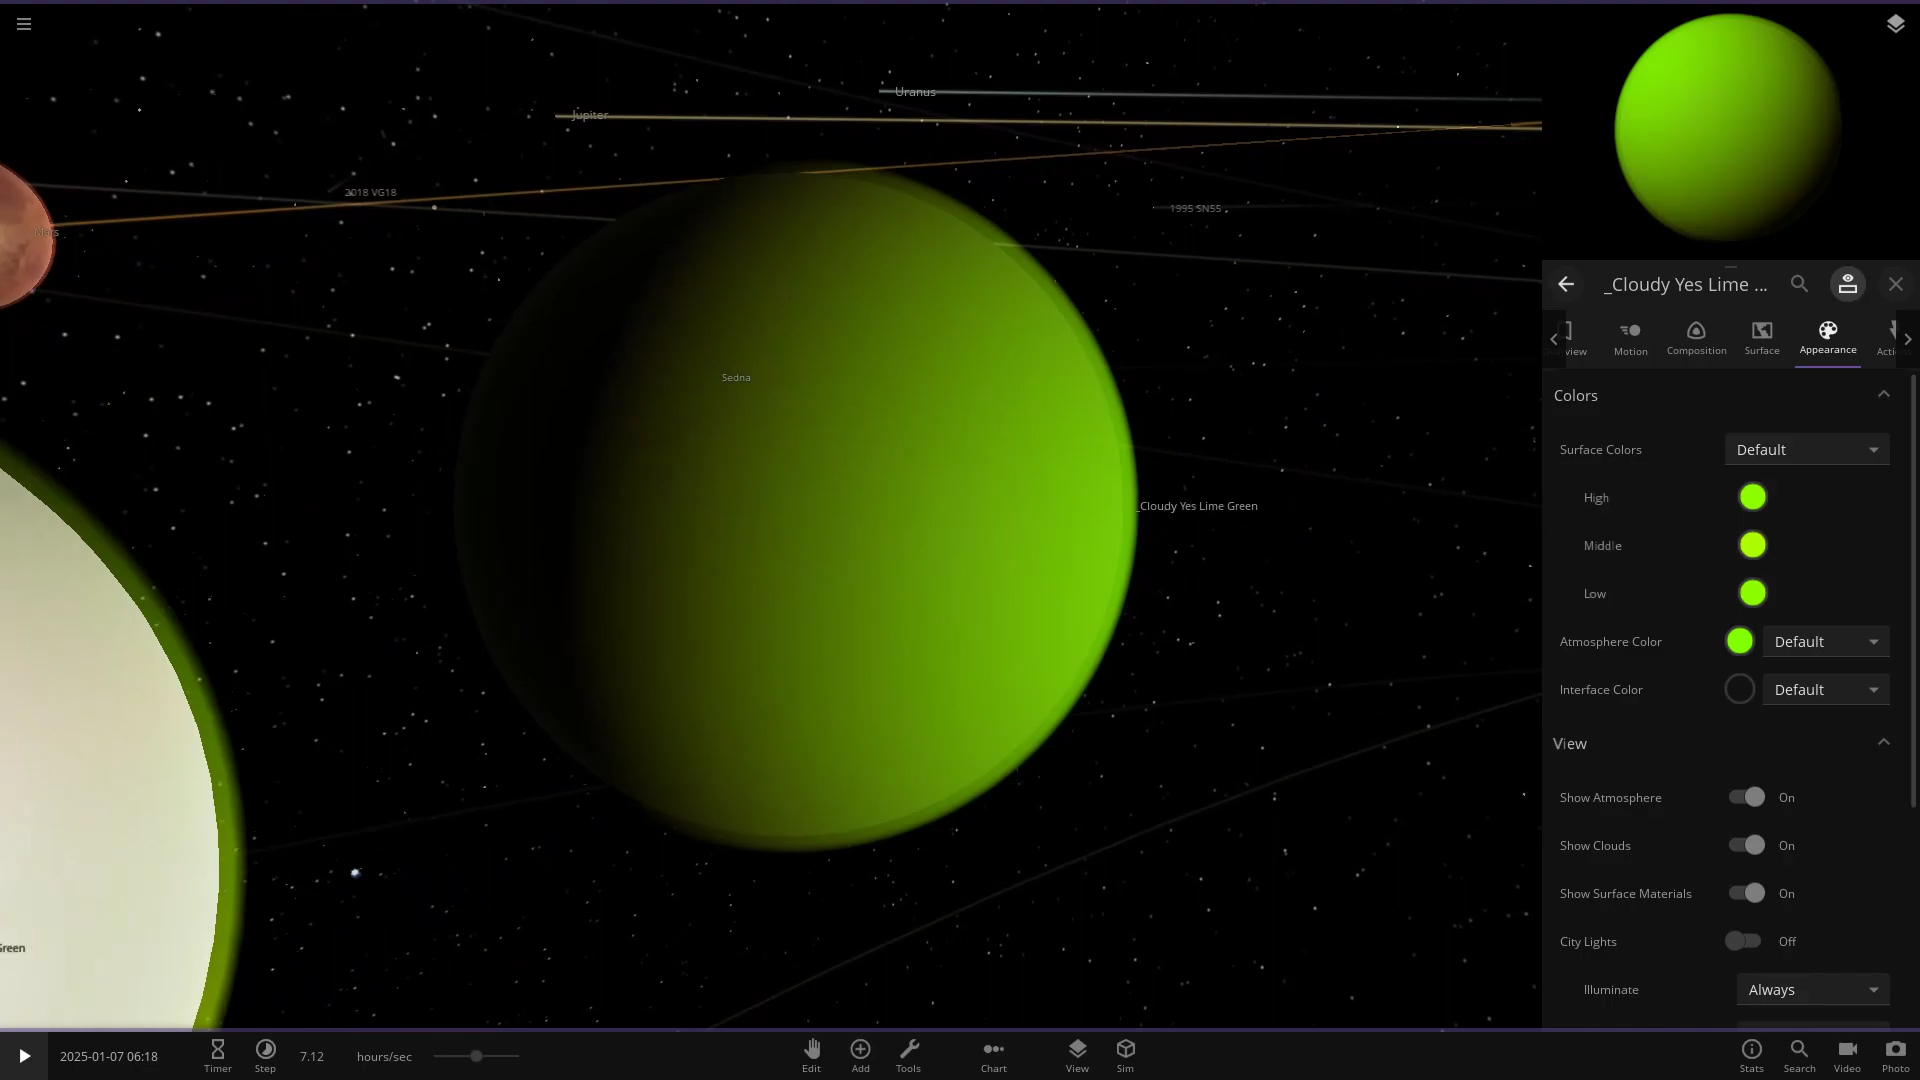 Uranus
Jupiter
2018 VG18
1995 SN55
Mars
Sedna
_Cloudy Yes Lime Green
Green
_Cloudy Yes Lime ...
Motion
Composition
Surface
Appearance
Colors
Surface Colors
Default
High
Middle
Low
Atmosphere Color
Default
Interface Color
Default
View
Show Atmosphere
On
Show Clouds
On
Show Surface Materials
On
City Lights
Off
Illuminate
Always
2025-01-07 06:18
Timer
Step
7.12
hours/sec
Edit
Add
Tools
Chart
View
Sim
Stats
Search
Video
Photo